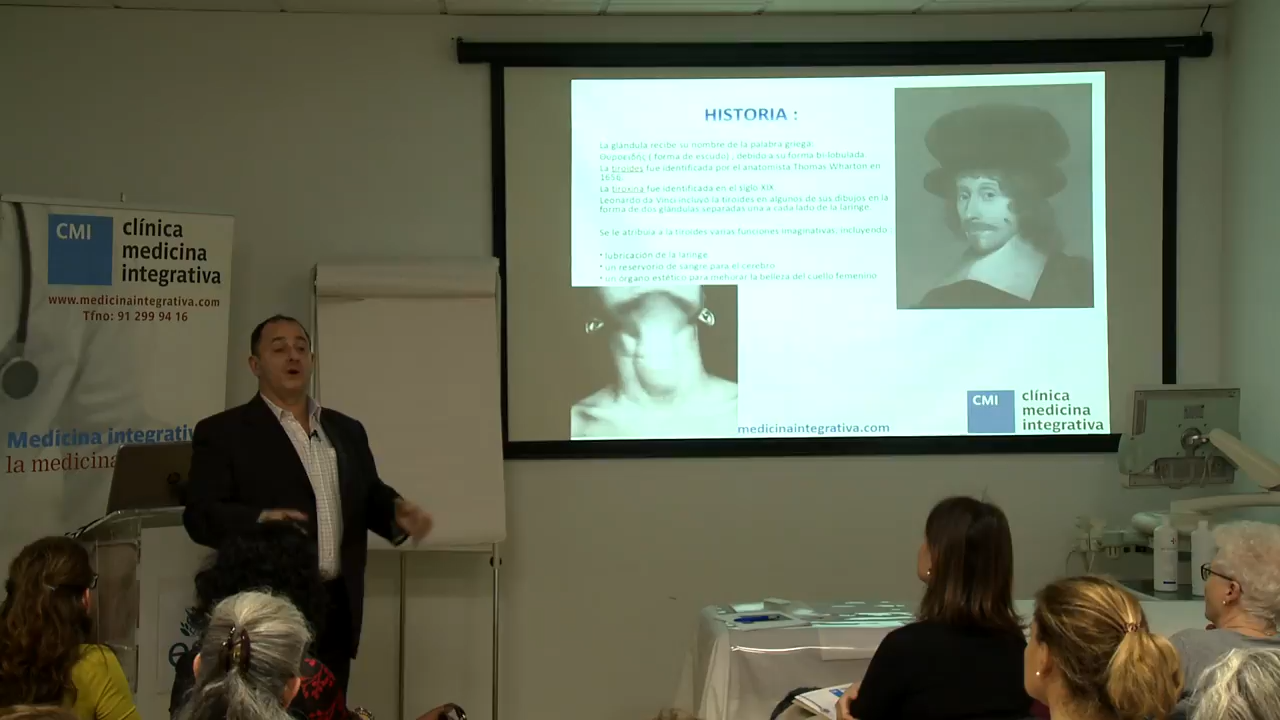 CMI
clínica
medicina
integrativa
www.medicinaintegrativa.com
Tfno: 91 299 94 16
Medicina integrativ
la medicina
HISTORIA :
La glándula recibe su nombre de la palabra griega:
( forma de escudo) , debido a su forma bi lobulada
La tiroides fue identificada por el anatomista Thomas Wharton en
1656.
La tiroxina fue identificada en el siglo XIX
Leonardo da Vinci incluyó la tiroides en algunos de sus dibujos en la
forma de dos glándulas separadas una a cada lado de la laringe.
Se le atribuía a la tiroides varias funciones imaginativas, incluyendo
• lubricación de la laringe
• un reservorio de sangre para el cerebro
• un órgano estético para mejorar la belleza del cuello femenino
medicinaintegrativa.com
CMI
clínica
medicina
integrativa